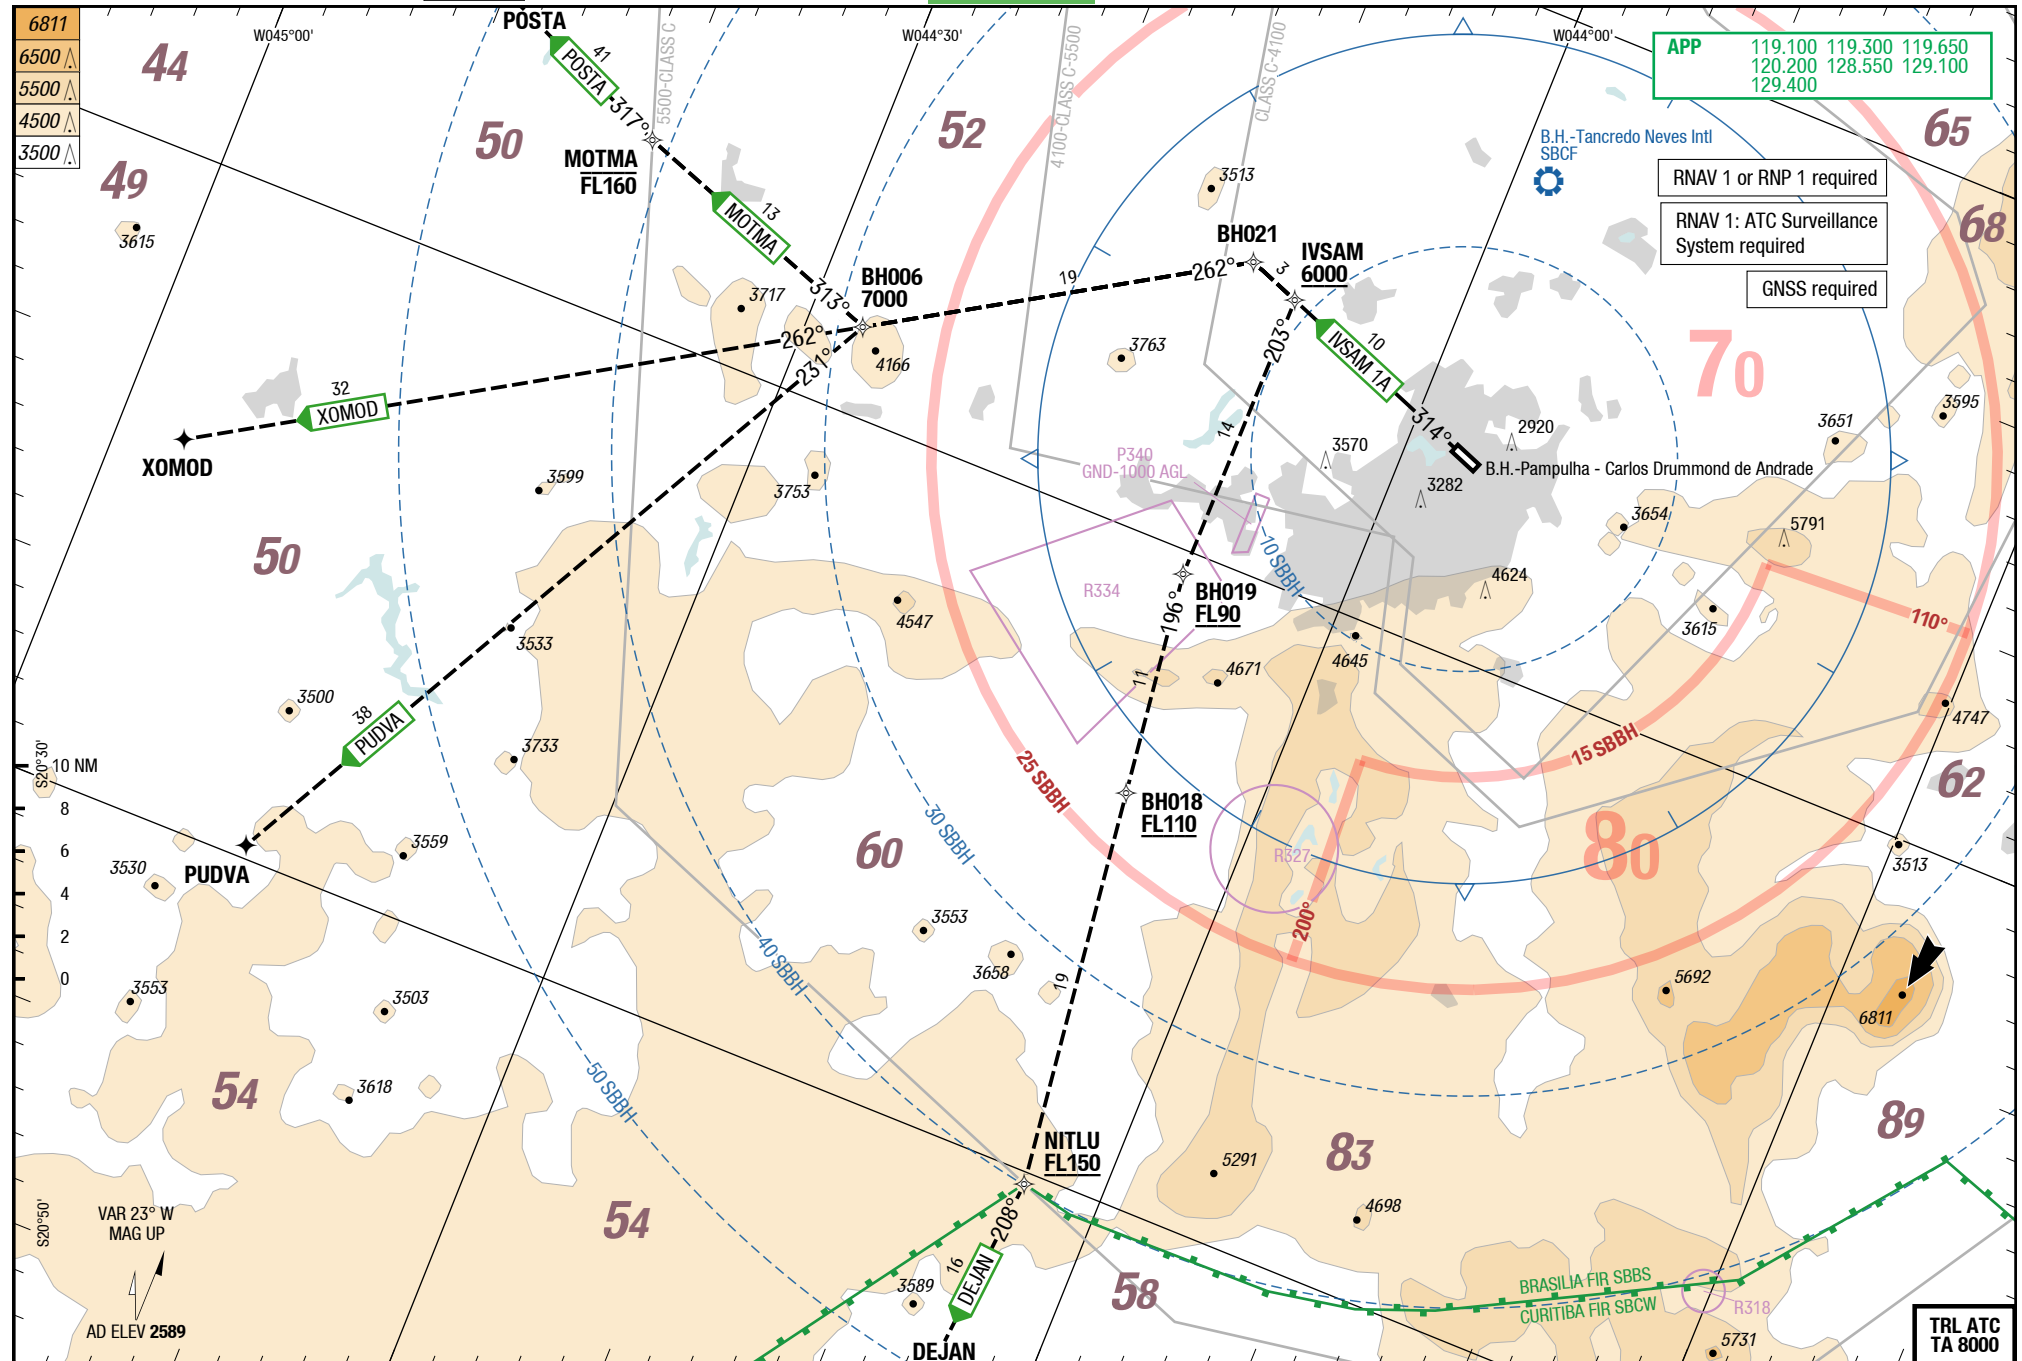 6811
6500
5500
4500
3500
44
W045°00'
POSTA
41
POSTA
317°
5500-CLASS C
W044°30'
4100-CLASS C-5500
CLASS C-4100
W044°00'
APP
119.100 119.300 119.650
120.200 128.550 129.100
129.400
50
52
65
MOTMA
FL160
49
3615
13
MOTMA
313°
3513
B.H.-Tancredo Neves Intl
SBCF
RNAV 1 or RNP 1 required
RNAV 1: ATC Surveillance
System required
GNSS required
68
BH006
7000
3717
4166
262°
231°
19
262°
BH021
3
IVSAM
6000
203°
10
IVSAM 1A
314°
3763
70
3595
3651
32
XOMOD
XOMOD
3599
3753
14
P340
GND-1000 AGL
3570
2920
3282
B.H.-Pampulha - Carlos Drummond de Andrade
3654
5791
50
3533
4547
R334
10 SBBH
4624
BH019
FL90
196°
4645
4671
11
3615
110°
4747
3500
38
PUDVA
3733
S20°30'
10 NM
8
6
4
2
0
25 SBBH
15 SBBH
62
BH018
FL110
30 SBBH
60
R327
80
3513
3559
3530
PUDVA
200°
3553
3658
40 SBBH
19
5692
6811
3553
3503
3618
54
50 SBBH
NITLU
FL150
5291
83
89
S20°50'
VAR 23° W
MAG UP
54
208°
4698
16
DEJAN
3589
58
BRASILIA FIR SBBS
CURITIBA FIR SBCW
R318
AD ELEV 2589
DEJAN
5731
TRL ATC
TA 8000